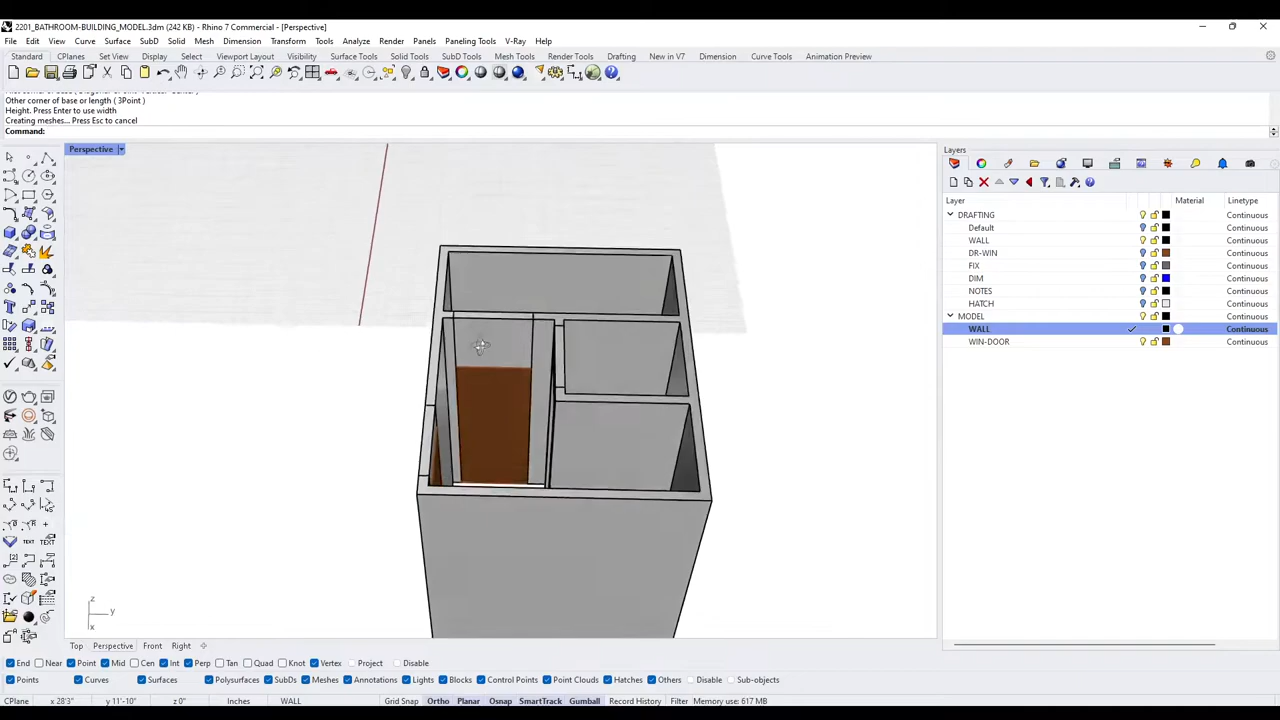 2201_BATHROOM-BUILDING_MODEL.3dm (242 KB) - Rhino 7 Commercial - [Perspective]
File Edit View Curve Surface SubD Solid Mesh Dimension Transform Tools Analyze Render Panels Paneling Tools V-Ray Help
Standard CPlanes Set View Display Select Viewport Layout Visibility Surface Tools Solid Tools SubD Tools Mesh Tools Render Tools Drafting New in V7 Dimension Curve Tools Animation Preview
Other corner of base or length ( 3Point )
Height. Press Enter to use width
Creating meshes... Press Esc to cancel
Command:
Perspective
Layers
Layer Material Linetype
DRAFTING Continuous
Default Continuous
WALL Continuous
DR-WIN Continuous
FIX Continuous
DIM Continuous
NOTES Continuous
HATCH Continuous
MODEL Continuous
WALL Continuous
WIN-DOOR Continuous
z
y
x
Top Perspective Front Right
End Near Point Mid Cen Int Perp Tan Quad Knot Vertex Project Disable
Points Curves Surfaces Polysurfaces SubDs Meshes Annotations Lights Blocks Control Points Point Clouds Hatches Others Disable Sub-objects
CPlane x 28'3" y 11'-10" z 0" Inches WALL Grid Snap Ortho Planar Osnap SmartTrack Gumball Record History Filter Memory use: 617 MB